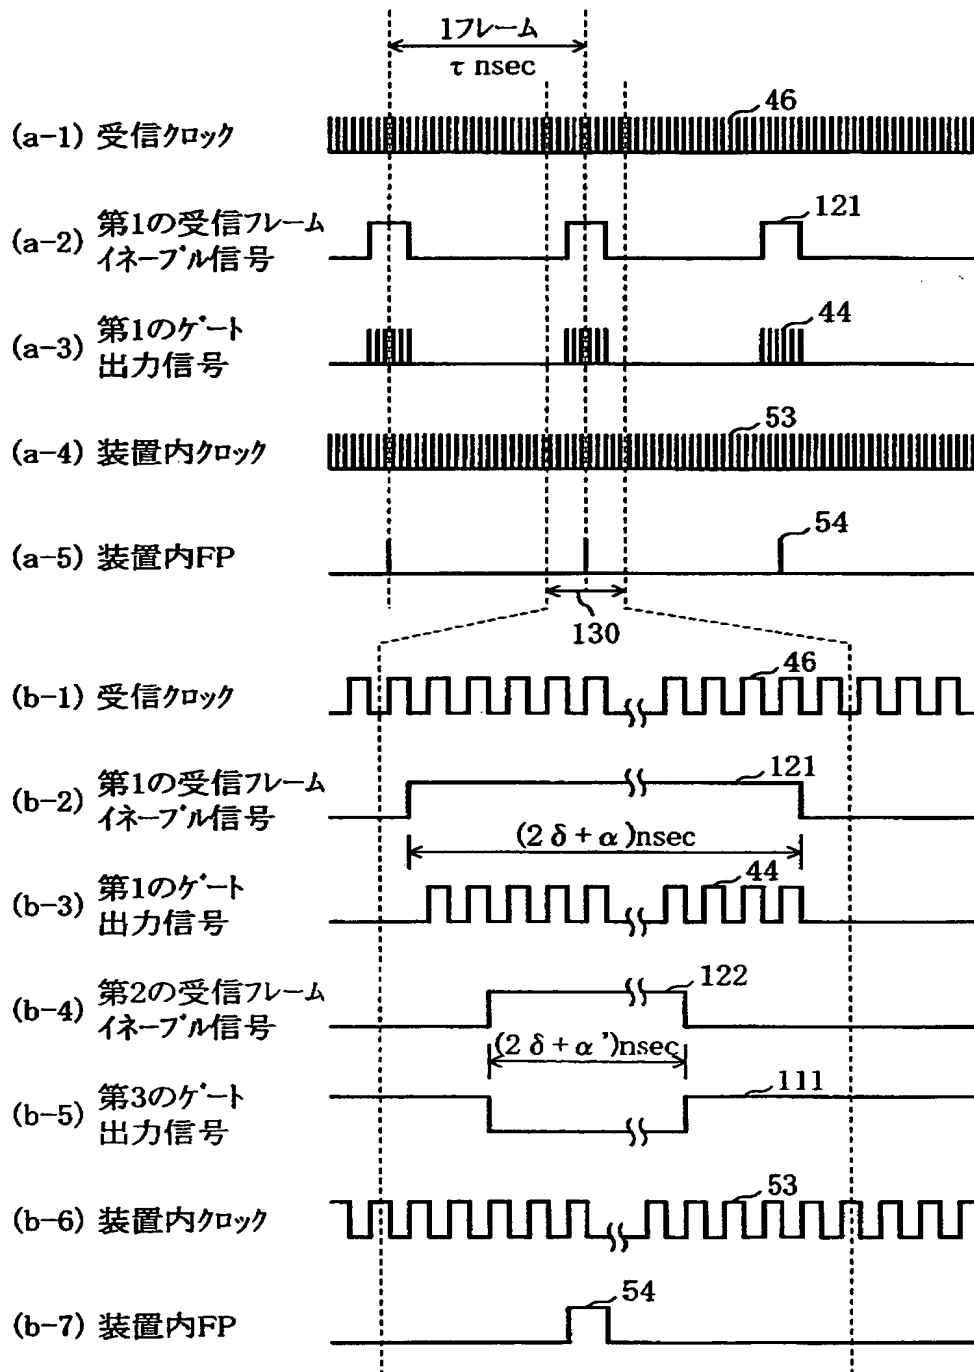 1フレーム
τ nsec
(a-1) 受信クロック
46
(a-2) 第1の受信フレーム
イネーブル信号
121
(a-3) 第1のゲート
出力信号
44
(a-4) 装置内クロック
53
(a-5) 装置内FP
54
130
(b-1) 受信クロック
46
(b-2) 第1の受信フレーム
イネーブル信号
121
(2δ+α)nsec
(b-3) 第1のゲート
出力信号
44
(b-4) 第2の受信フレーム
イネーブル信号
122
(2δ+α')nsec
(b-5) 第3のゲート
出力信号
111
(b-6) 装置内クロック
53
(b-7) 装置内FP
54